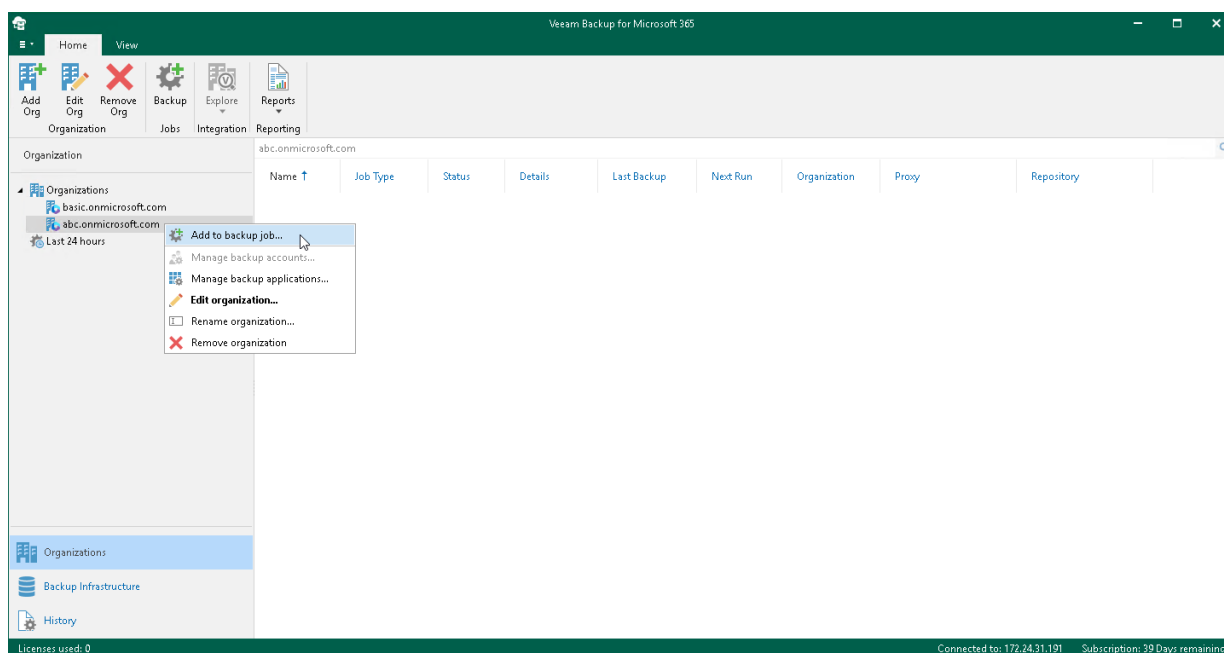 Veeam Backup for Microsoft 365
Home View
Add Org Edit Org Remove Org Backup Explore Reports
Organization Jobs Integration Reporting
Organization
abc.onmicrosoft.com
Name Job Type Status Details Last Backup Next Run Organization Proxy Repository
Organizations
basic.onmicrosoft.com
abc.onmicrosoft.com
Last 24 hours
Add to backup job...
Manage backup accounts...
Manage backup applications...
Edit organization...
Rename organization...
Remove organization
Organizations
Backup Infrastructure
History
Licenses used: 0 Connected to: 172.24.31.191 Subscription: 39 Days remaining